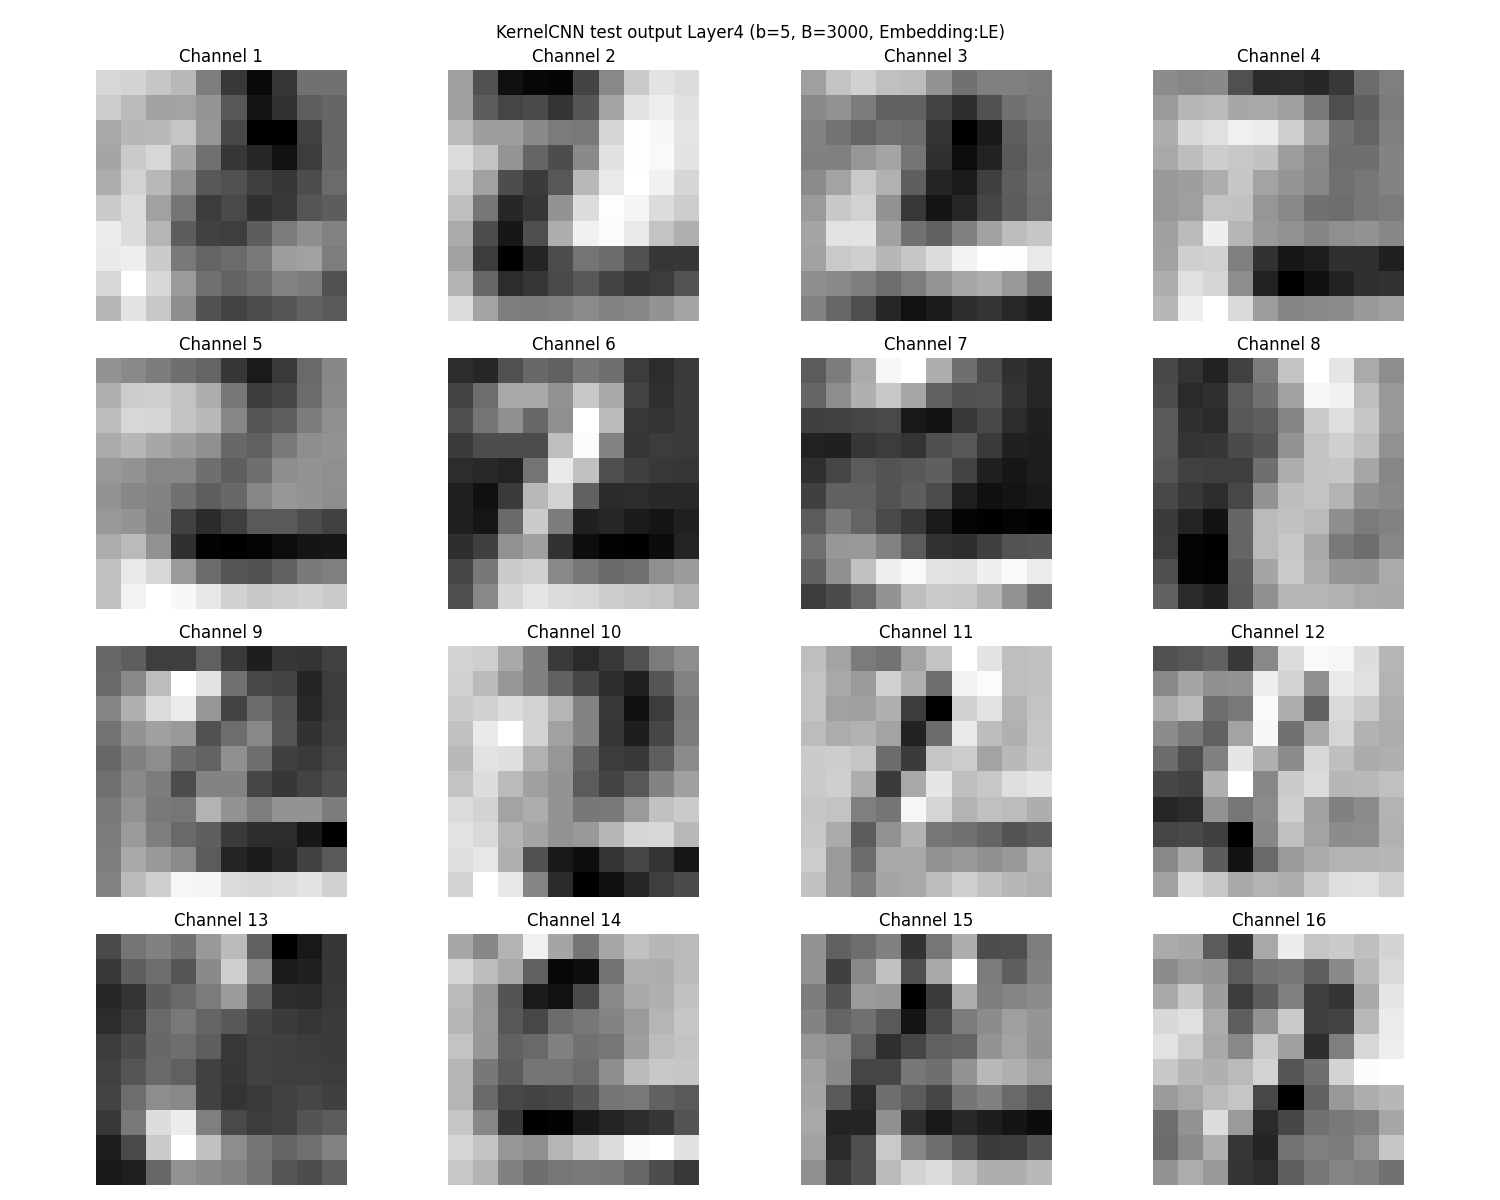 KernelCNN test output Layer4 (b=5, B=3000, Embedding:LE)
Channel 1
Channel 2
Channel 3
Channel 4
Channel 5
Channel 6
Channel 7
Channel 8
Channel 9
Channel 10
Channel 11
Channel 12
Channel 13
Channel 14
Channel 15
Channel 16